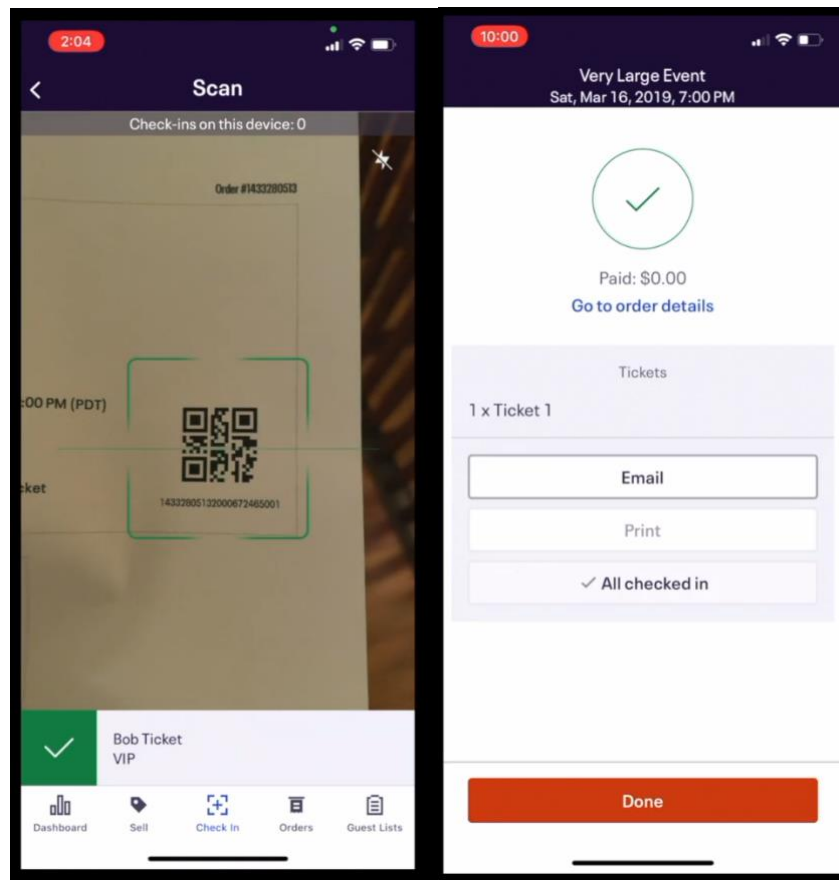 2:04
Scan
Check-ins on this device: 0
Order #1433280513
:00 PM (PDT)
cket
14332805132000672465001
Bob Ticket
VIP
Dashboard
Sell
Check In
Orders
Guest Lists
10:00
Very Large Event
Sat, Mar 16, 2019, 7:00 PM
Paid: $0.00
Go to order details
Tickets
1 x Ticket 1
Email
Print
All checked in
Done